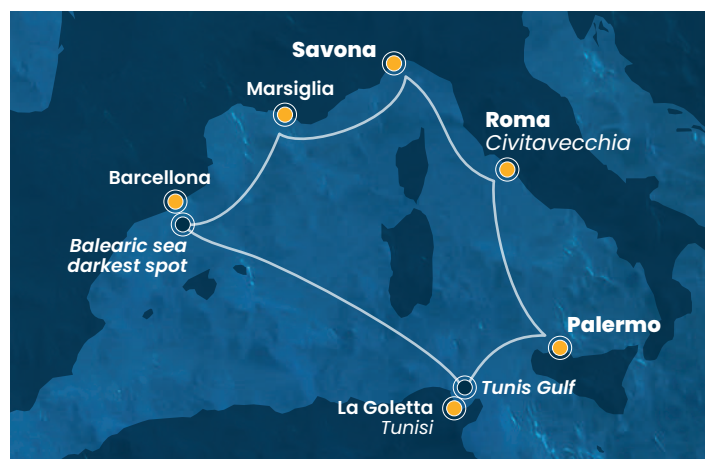 Savona
Marsiglia
Roma
Civitavecchia
Barcellona
Balearic sea
darkest spot
Palermo
Tunis Gulf
La Goletta
Tunisi